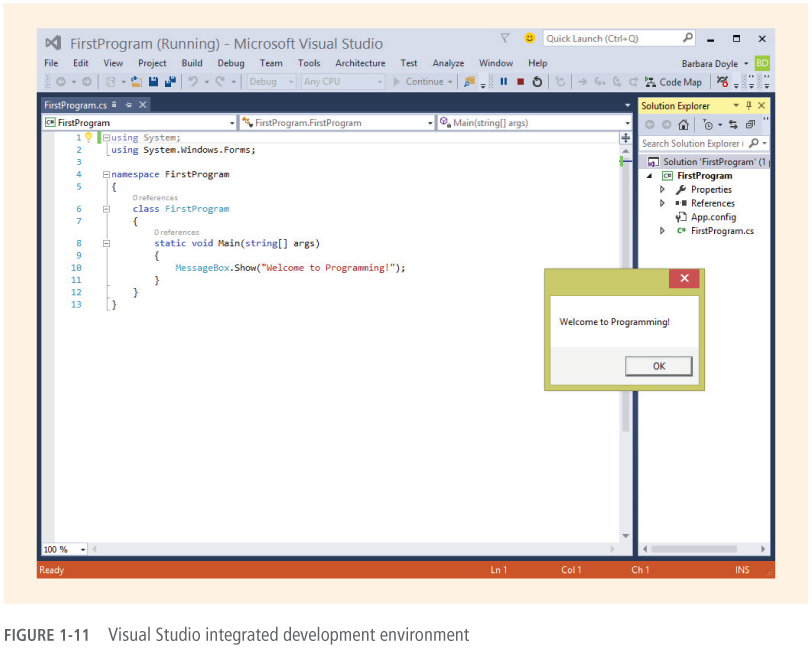 FirstProgram (Running) - Microsoft Visual Studio
Quick Launch (Ctrl+Q)
File Edit View Project Build Debug Team Tools Architecture Test Analyze Window Help
Barbara Doyle BD
Debug Any CPU Continue Code Map
FirstProgram.cs
Solution Explorer
C# FirstProgram FirstProgram.FirstProgram Main(string[] args)
Search Solution Explorer
1 using System;
2 using System.Windows.Forms;
3
4 namespace FirstProgram
5 {
0 references
6 class FirstProgram
7 {
0 references
8 static void Main(string[] args)
9 {
10 MessageBox.Show("Welcome to Programming!");
11 }
12 }
13 }
Solution 'FirstProgram' (1
C# FirstProgram
Properties
References
App.config
C# FirstProgram.cs
Welcome to Programming!
OK
100 %
Ready Ln 1 Col 1 Ch 1 INS
FIGURE 1-11 Visual Studio integrated development environment